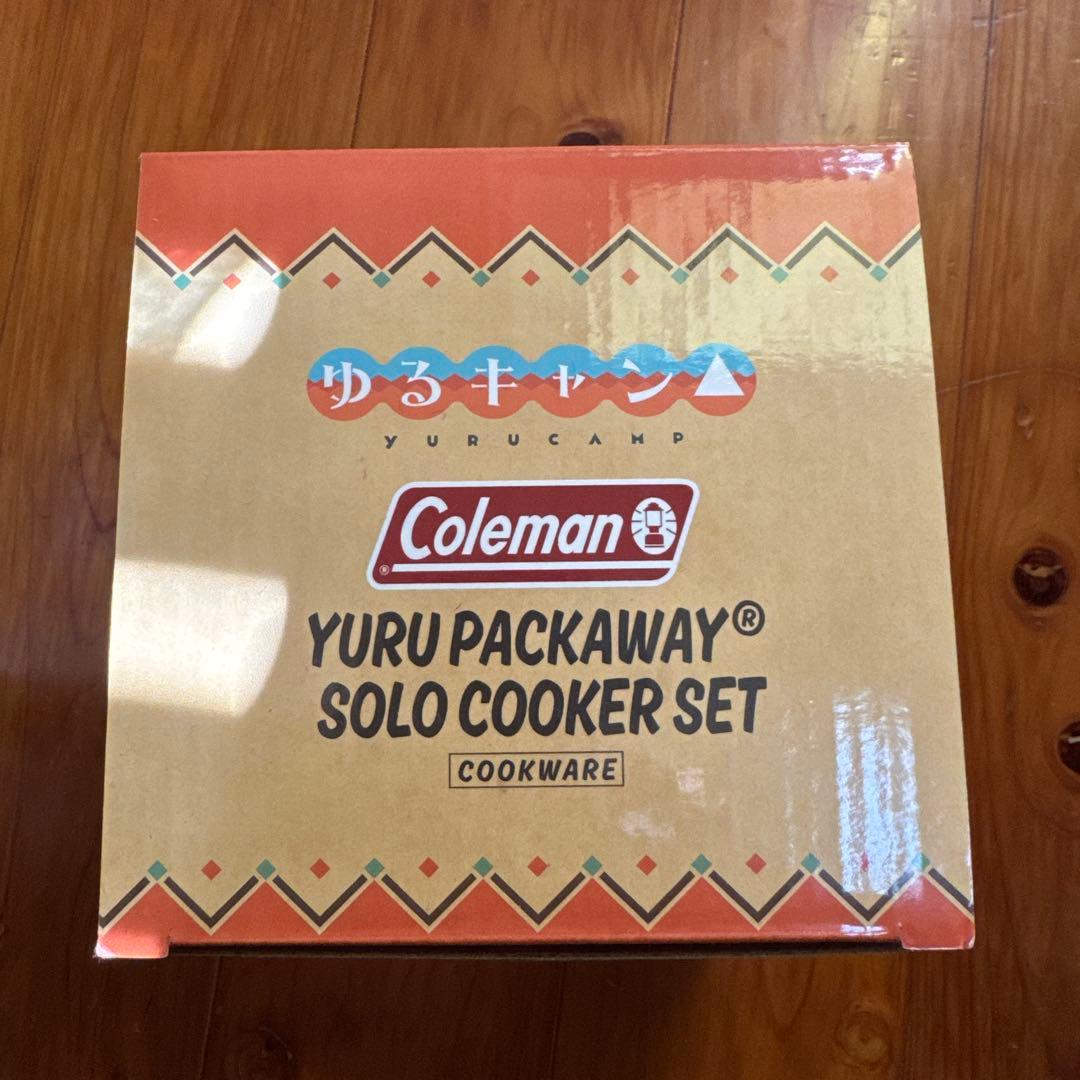 ゆるキャン△
YURUCAMP
Coleman
®
YURU PACKAWAY®
SOLO COOKER SET
COOKWARE